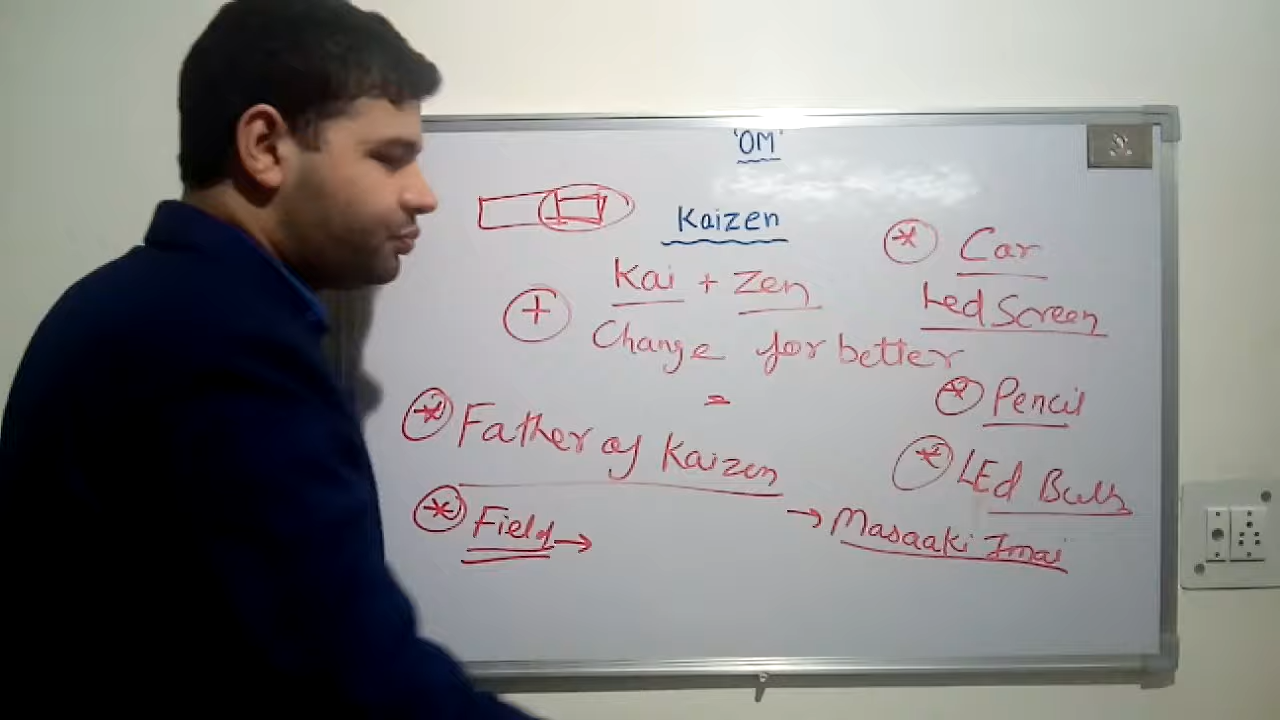 'OM'
Kaizen
Kai + Zen
Change for better
=
Father of Kaizen
→ Masaaki Imai
Field →
Car
Led Screen
Pencil
LEd Bulb